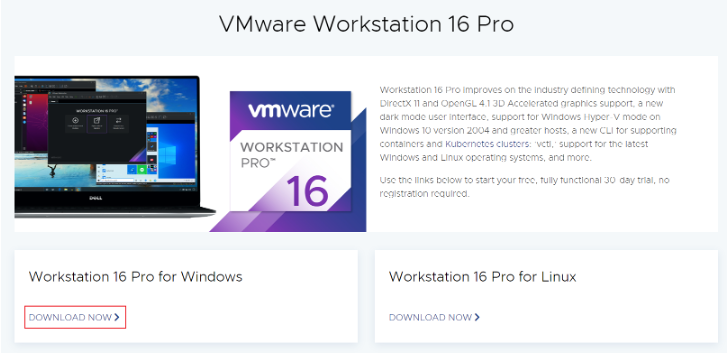 VMware Workstation 16 Pro
WORKSTATION 16 PRO
vmware®
WORKSTATION
PRO™
16
DELL
Workstation 16 Pro improves on the industry defining technology with
DirectX 11 and OpenGL 4.1 3D Accelerated graphics support, a new
dark mode user interface, support for Windows Hyper-V mode on
Windows 10 version 2004 and greater hosts, a new CLI for supporting
containers and Kubernetes clusters: 'vctl,' support for the latest
Windows and Linux operating systems, and more.
Use the links below to start your free, fully functional 30-day trial, no
registration required.
Workstation 16 Pro for Windows
Workstation 16 Pro for Linux
DOWNLOAD NOW
DOWNLOAD NOW